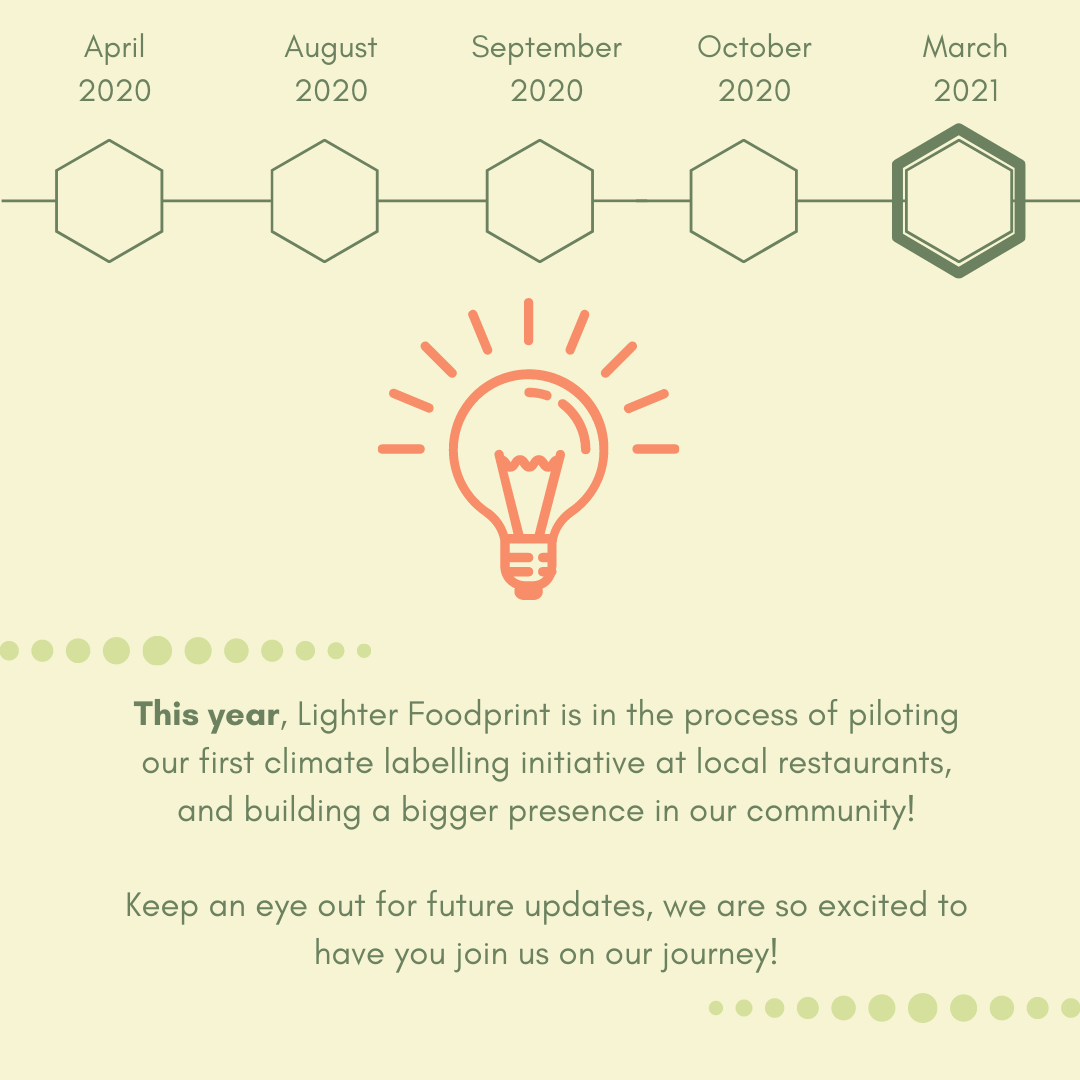 April
2020
August
2020
September
2020
October
2020
March
2021
This year, Lighter Foodprint is in the process of piloting
our first climate labelling initiative at local restaurants,
and building a bigger presence in our community!
Keep an eye out for future updates, we are so excited to
have you join us on our journey!